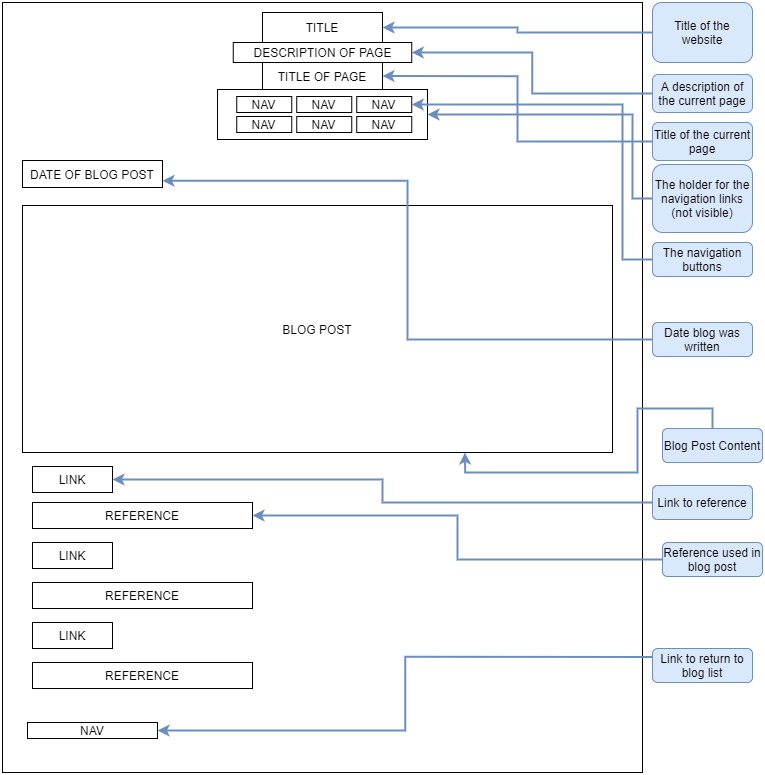 TITLE
DESCRIPTION OF PAGE
TITLE OF PAGE
NAV NAV NAV
NAV NAV NAV
DATE OF BLOG POST
BLOG POST
LINK
REFERENCE
LINK
REFERENCE
LINK
REFERENCE
NAV
Title of the
website
A description of
the current page
Title of the current
page
The holder for the
navigation links
(not visible)
The navigation
buttons
Date blog was
written
Blog Post Content
Link to reference
Reference used in
blog post
Link to return to
blog list